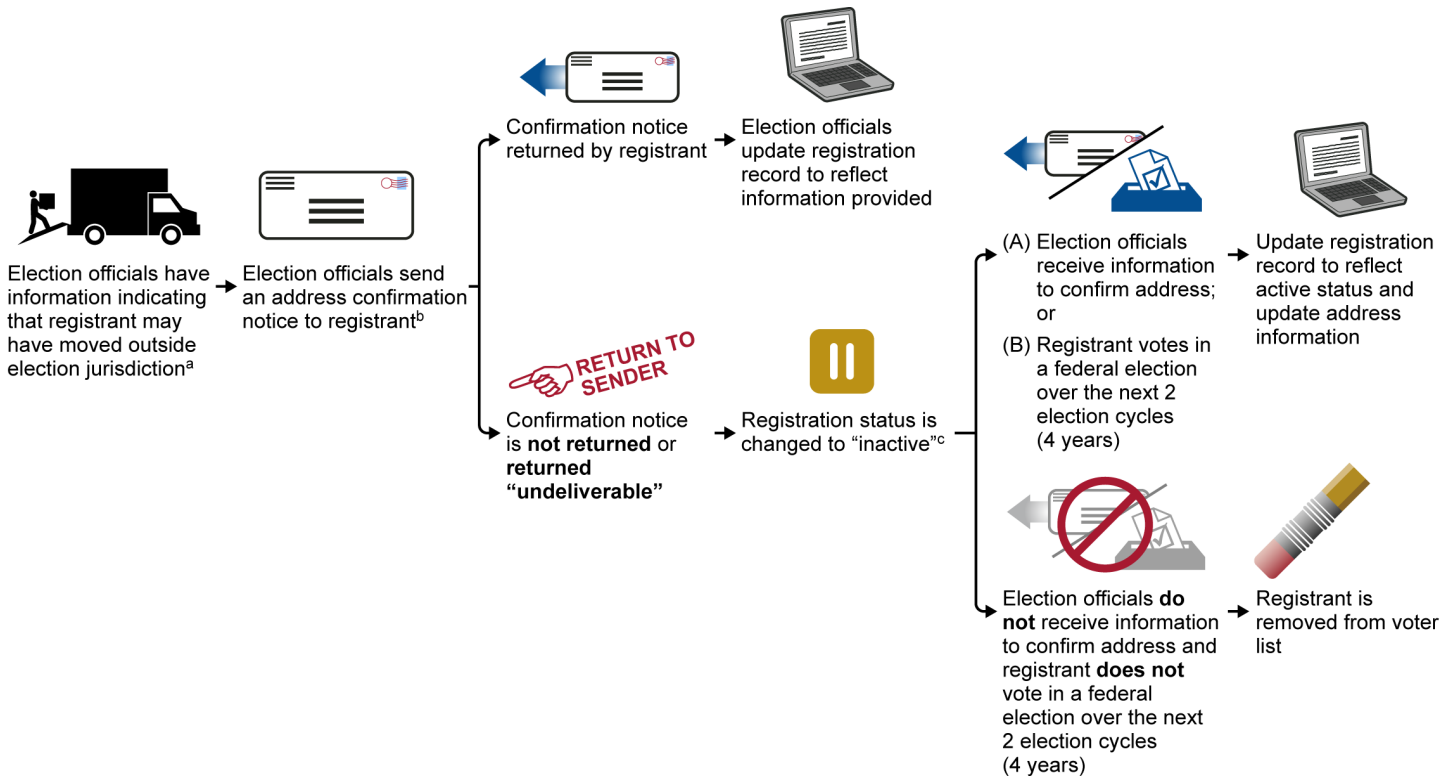 Election officials have
information indicating
that registrant may
have moved outside
election jurisdictionᵃ
Election officials send
an address confirmation
notice to registrantᵇ
Confirmation notice
returned by registrant
Election officials
update registration
record to reflect
information provided
RETURN TO
SENDER
Confirmation notice
is not returned or
returned
“undeliverable”
Registration status is
changed to “inactive”ᶜ
(A) Election officials
receive information
to confirm address;
or
(B) Registrant votes in
a federal election
over the next 2
election cycles
(4 years)
Update registration
record to reflect
active status and
update address
information
Election officials do
not receive information
to confirm address and
registrant does not
vote in a federal
election over the next
2 election cycles
(4 years)
Registrant is
removed from voter
list